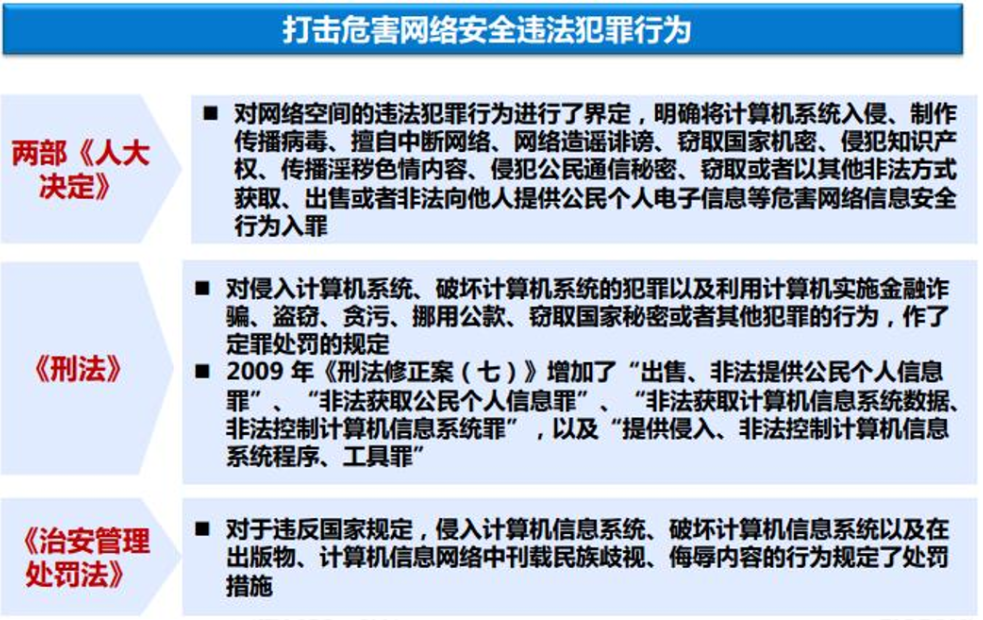 打击危害网络安全违法犯罪行为
两部《人大
决定》
■ 对网络空间的违法犯罪行为进行了界定，明确将计算机系统入侵、制作
传播病毒、擅自中断网络、网络造谣诽谤、窃取国家机密、侵犯知识产
权、传播淫秽色情内容、侵犯公民通信秘密、窃取或者以其他非法方式
获取、出售或者非法向他人提供公民个人电子信息等危害网络信息安全
行为入罪
《刑法》
■ 对侵入计算机系统、破坏计算机系统的犯罪以及利用计算机实施金融诈
骗、盗窃、贪污、挪用公款、窃取国家秘密或者其他犯罪的行为，作了
定罪处罚的规定
■ 2009 年《刑法修正案（七）》增加了“出售、非法提供公民个人信息
罪”、“非法获取公民个人信息罪”、“非法获取计算机信息系统数据、
非法控制计算机信息系统罪”，以及“提供侵入、非法控制计算机信息
系统程序、工具罪”
《治安管理
处罚法》
■ 对于违反国家规定，侵入计算机信息系统、破坏计算机信息系统以及在
出版物、计算机信息网络中刊载民族歧视、侮辱内容的行为规定了处罚
措施